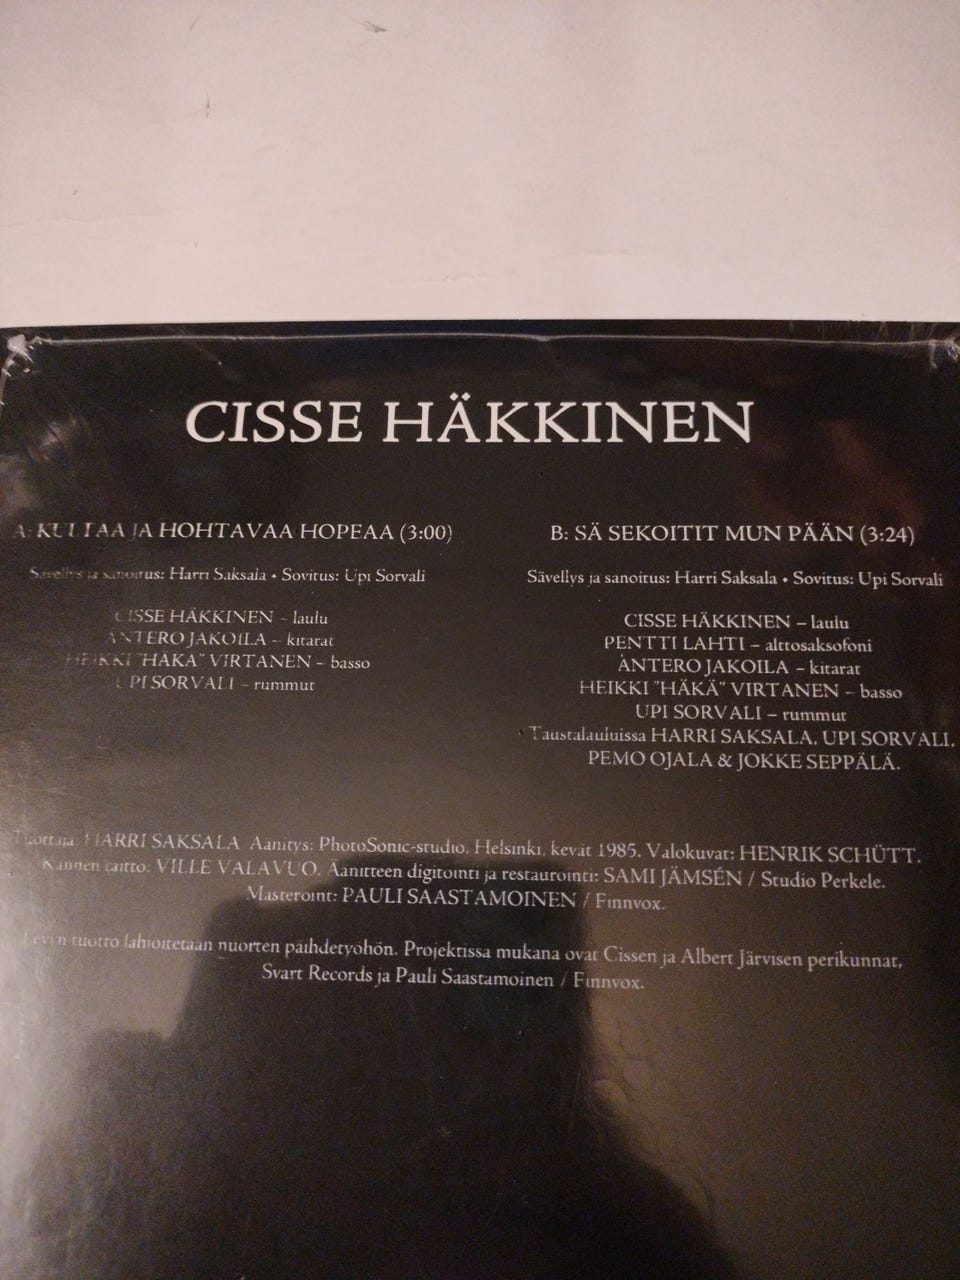 CISSE HÄKKINEN
A: KULTAA JA HOHTAVAA HOPEAA (3:00)
Sävellys ja sanoitus: Harri Saksala • Sovitus: Upi Sorvali
CISSE HÄKKINEN – laulu
ANTERO JAKOILA – kitarat
HEIKKI "HÄKÄ" VIRTANEN – basso
UPI SORVALI – rummut
B: SÄ SEKOITIT MUN PÄÄN (3:24)
Sävellys ja sanoitus: Harri Saksala • Sovitus: Upi Sorvali
CISSE HÄKKINEN – laulu
PENTTI LAHTI – alttosaksofoni
ANTERO JAKOILA – kitarat
HEIKKI "HÄKÄ" VIRTANEN – basso
UPI SORVALI – rummut
Taustalauluissa HARRI SAKSALA, UPI SORVALI,
PEMO OJALA & JOKKE SEPPÄLÄ.
Tuottaja: HARRI SAKSALA Äänitys: PhotoSonic-studio, Helsinki, kevät 1985. Valokuvat: HENRIK SCHÜTT.
Kannen taitto: VILLE VALAVUO. Äänitteen digitointi ja restaurointi: SAMI JÄMSÉN / Studio Perkele.
Masterointi: PAULI SAASTAMOINEN / Finnvox.
Levyn tuotto lahjoitetaan nuorten päihdetyöhön. Projektissa mukana ovat Cissen ja Albert Järvisen perikunnat,
Svart Records ja Pauli Saastamoinen / Finnvox.